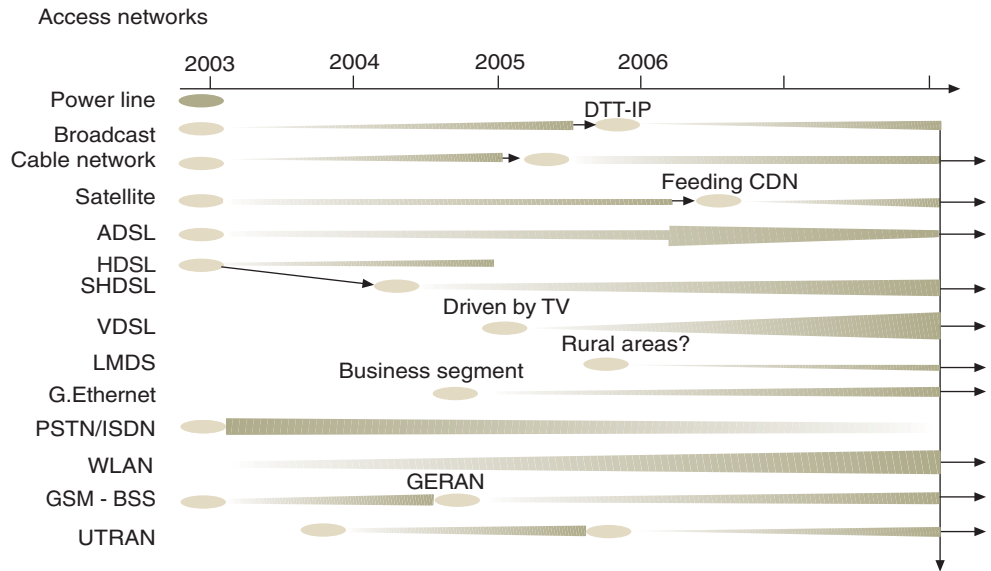 Access networks
2003 2004 2005 2006
Power line
DTT-IP
Broadcast
Cable network
Feeding CDN
Satellite
ADSL
HDSL
SHDSL
Driven by TV
VDSL
Rural areas?
LMDS
Business segment
G.Ethernet
PSTN/ISDN
WLAN
GERAN
GSM - BSS
UTRAN